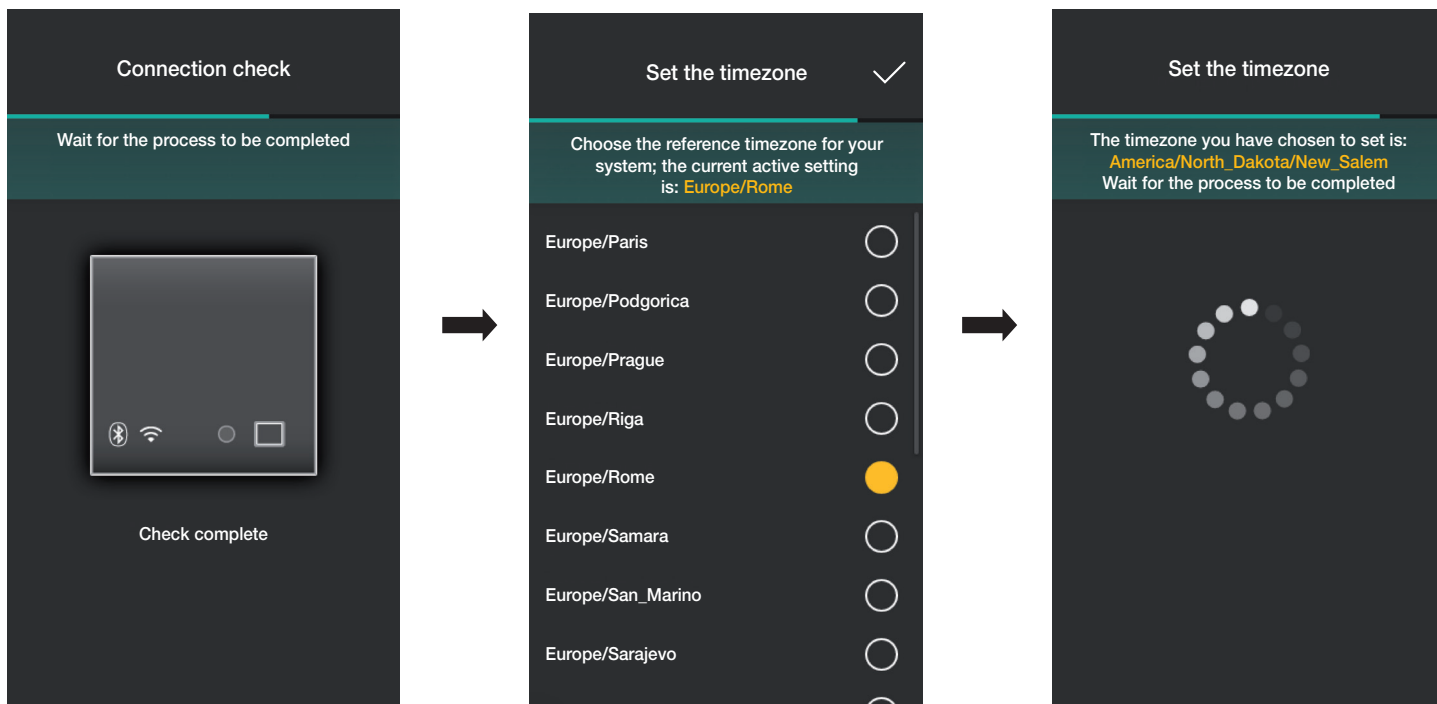 Connection check
Wait for the process to be completed
Check complete
Set the timezone
Choose the reference timezone for your
system; the current active setting
is: Europe/Rome
Europe/Paris
Europe/Podgorica
Europe/Prague
Europe/Riga
Europe/Rome
Europe/Samara
Europe/San_Marino
Europe/Sarajevo
Set the timezone
The timezone you have chosen to set is:
America/North_Dakota/New_Salem
Wait for the process to be completed